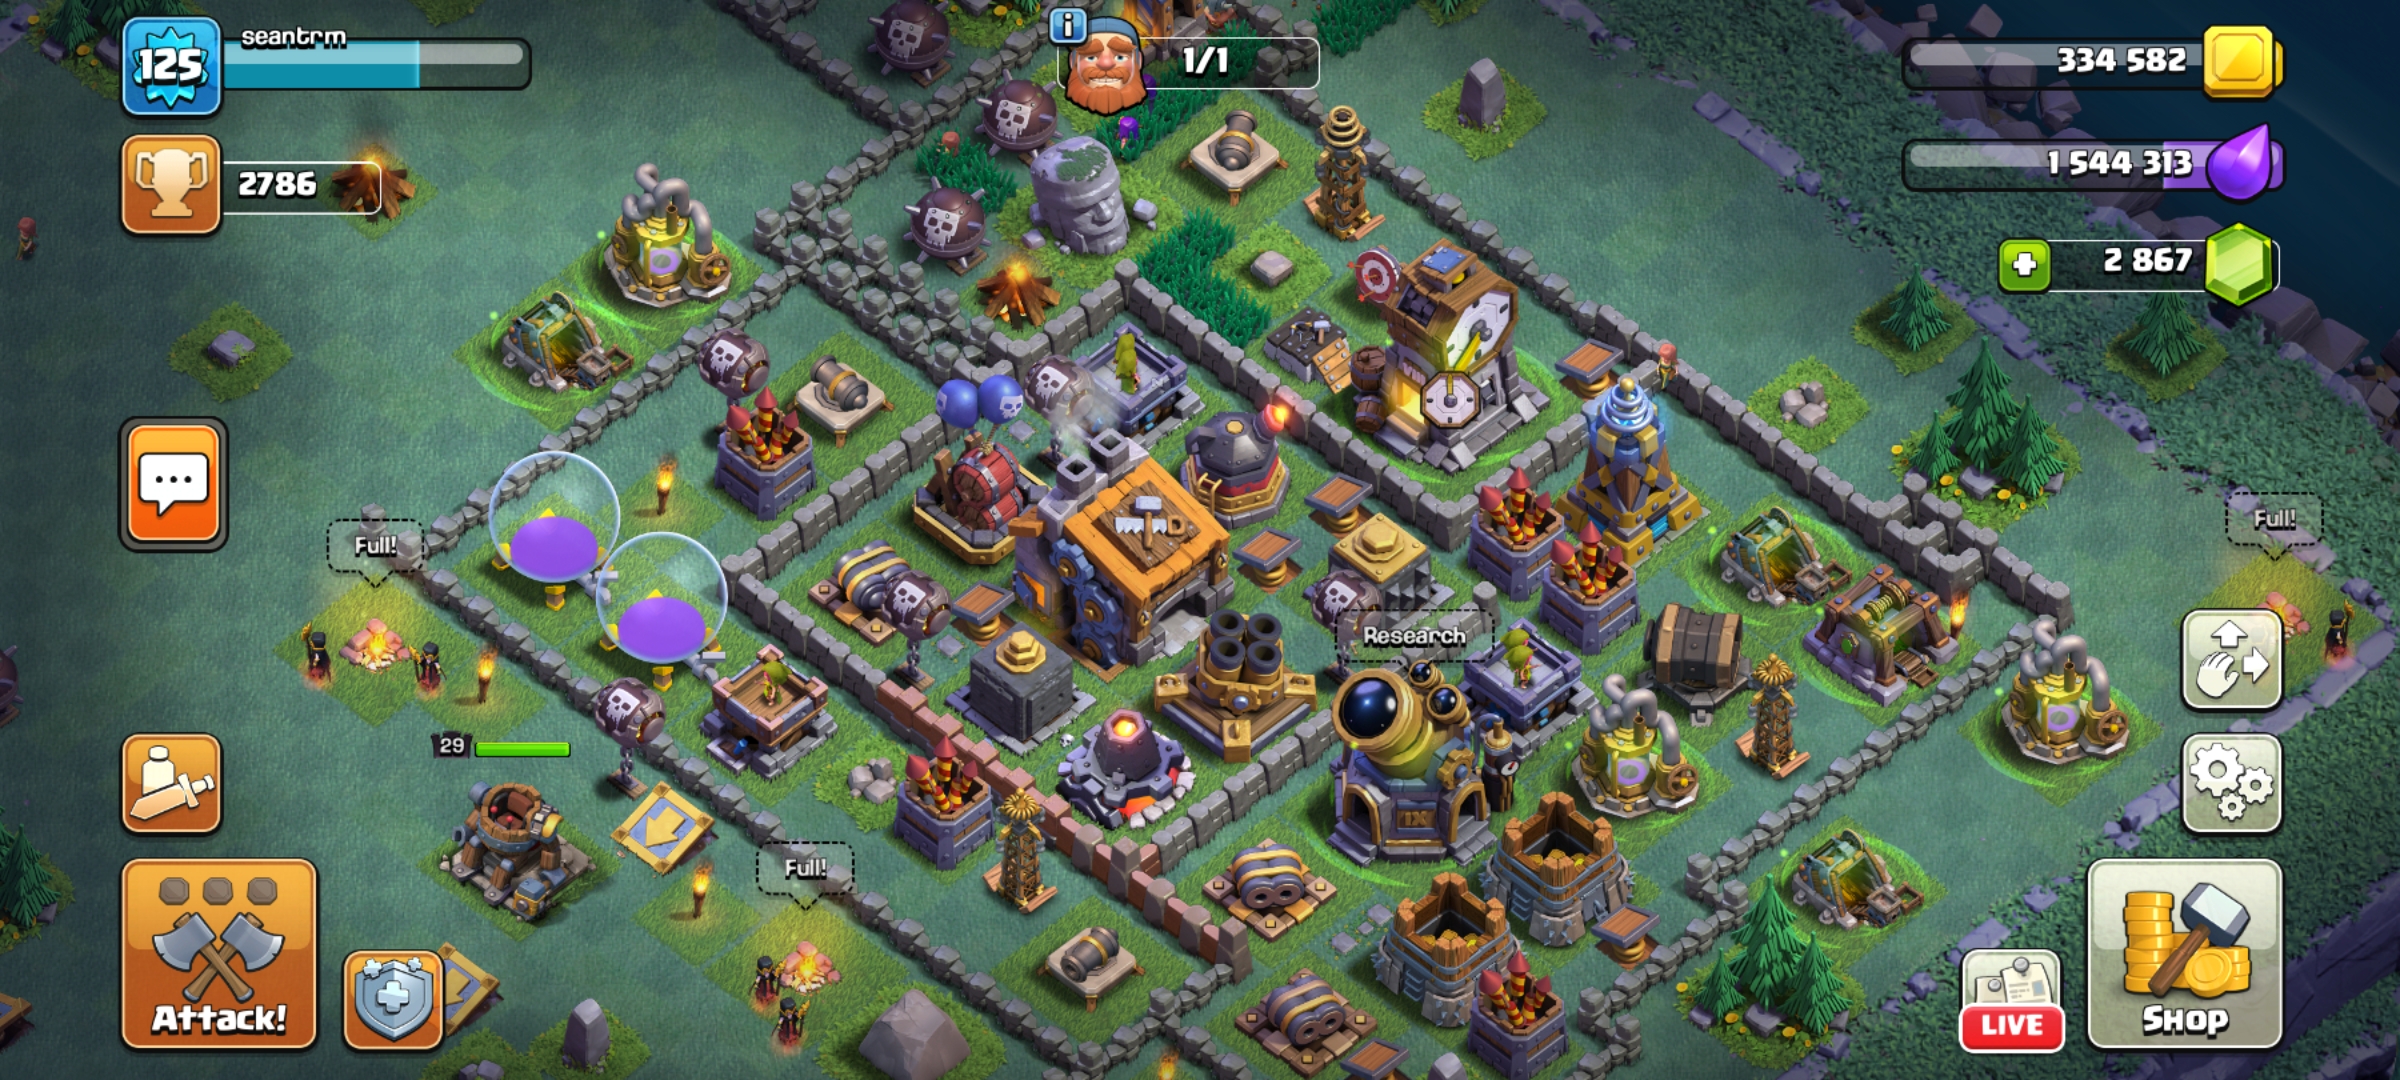 125
seantrm
1/1
334 582
2786
1 544 313
2 867
Full!
Full!
Research
29
Full!
Attack!
LIVE
SHOP